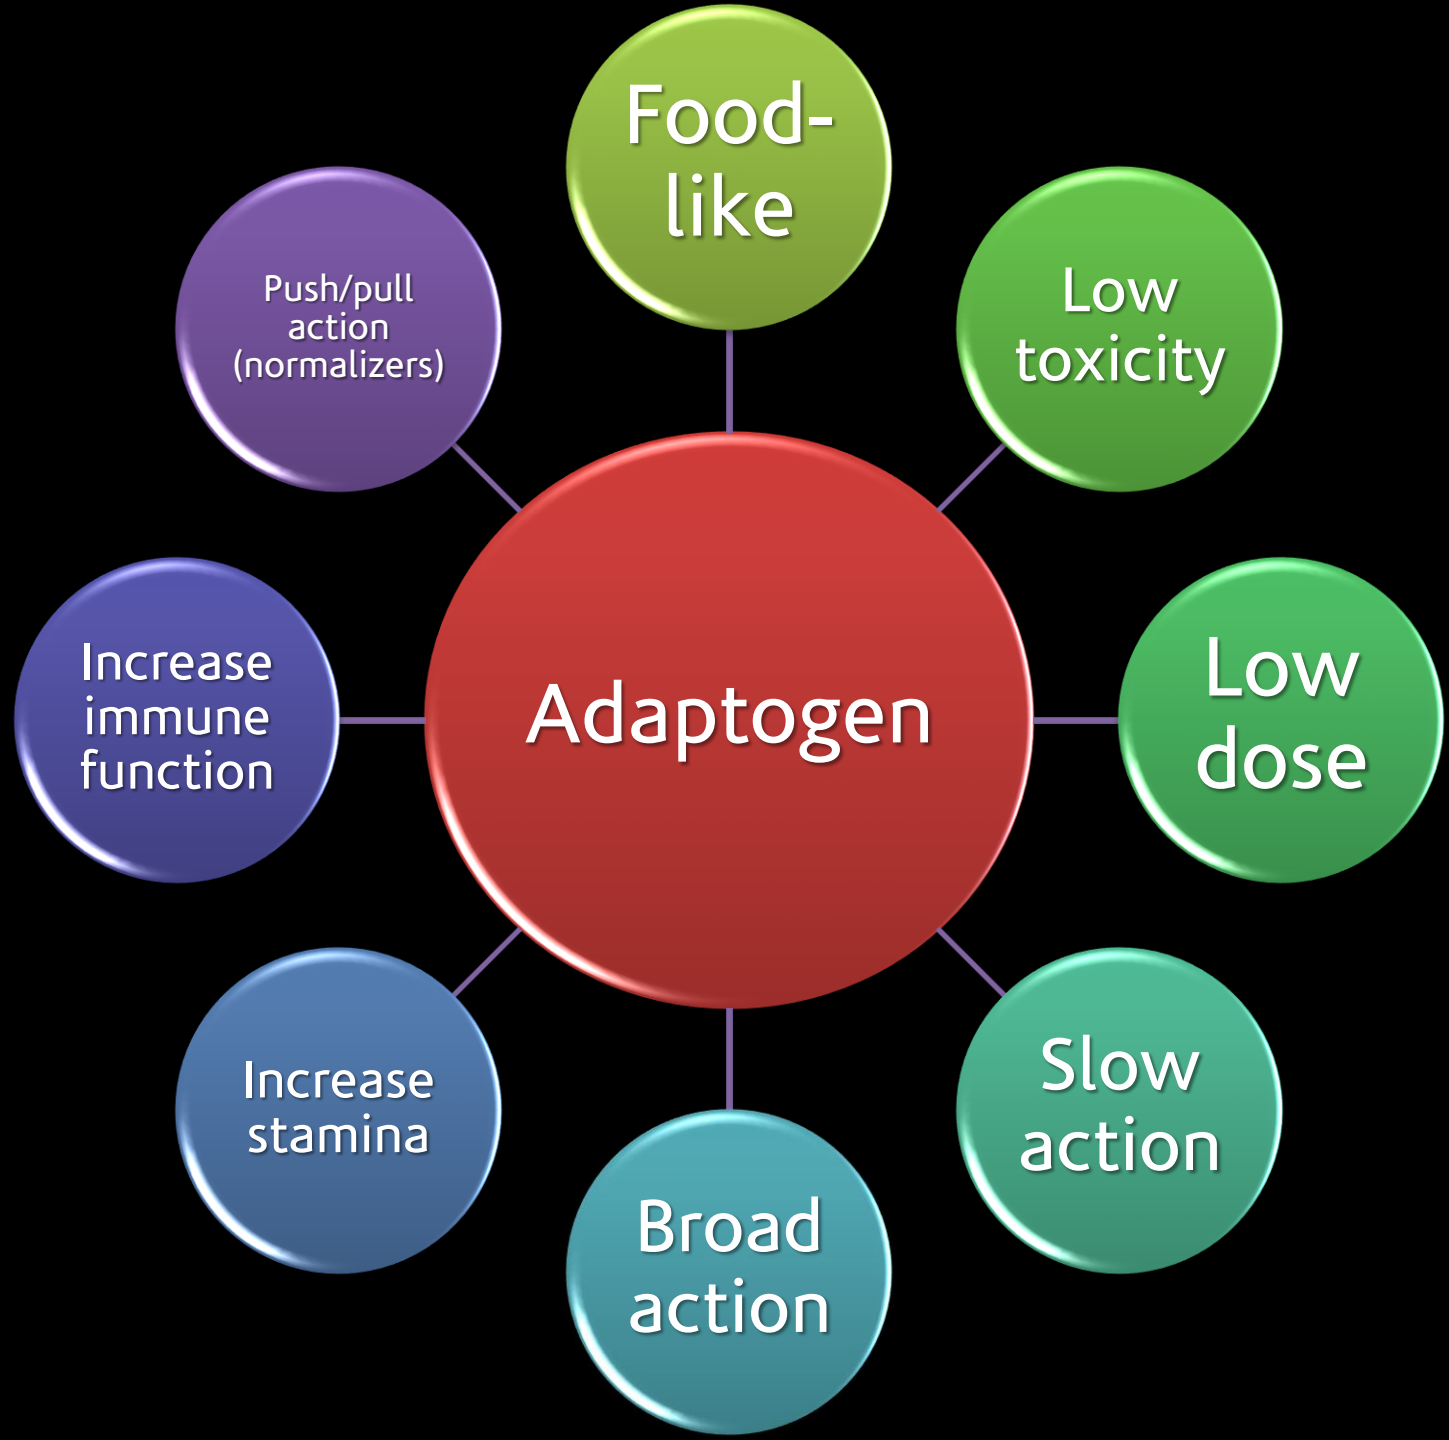 Food-
like
Low
toxicity
Low
dose
Slow
action
Broad
action
Increase
stamina
Increase
immune
function
Push/pull
action
(normalizers)
Adaptogen